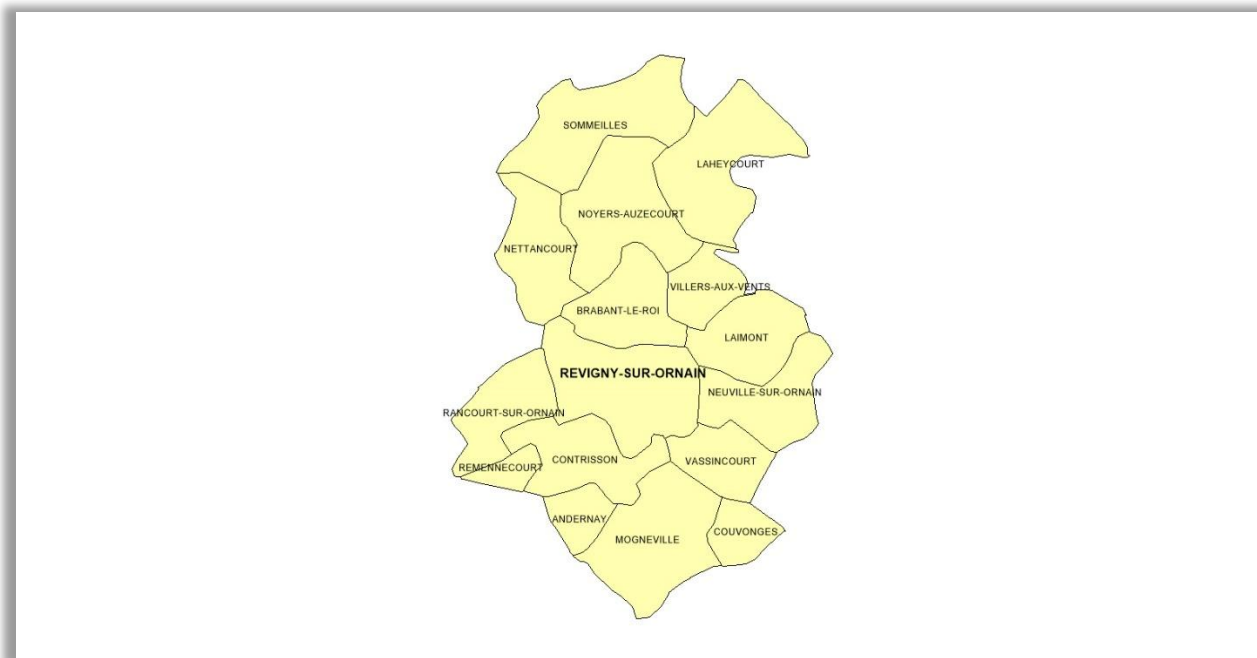 SOMMEILLES
LAHEYCOURT
NOYERS-AUZECOURT
NETTANCOURT
VILLERS-AUX-VENTS
BRABANT-LE-ROI
LAIMONT
REVIGNY-SUR-ORNAIN
NEUVILLE-SUR-ORNAIN
RANCOURT-SUR-ORNAIN
CONTRISSON
VASSINCOURT
REMENNECOURT
ANDERNAY
COUVONGES
MOGNEVILLE